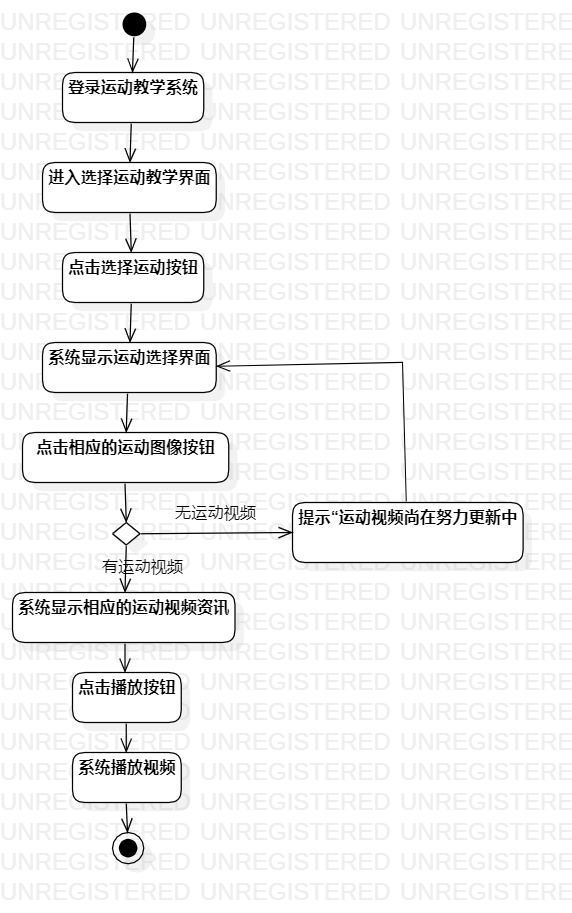 登录运动教学系统
进入选择运动教学界面
点击选择运动按钮
系统显示运动选择界面
点击相应的运动图像按钮
无运动视频
提示“运动视频尚在努力更新中
有运动视频
系统显示相应的运动视频资讯
点击播放按钮
系统播放视频
UNREGISTERED